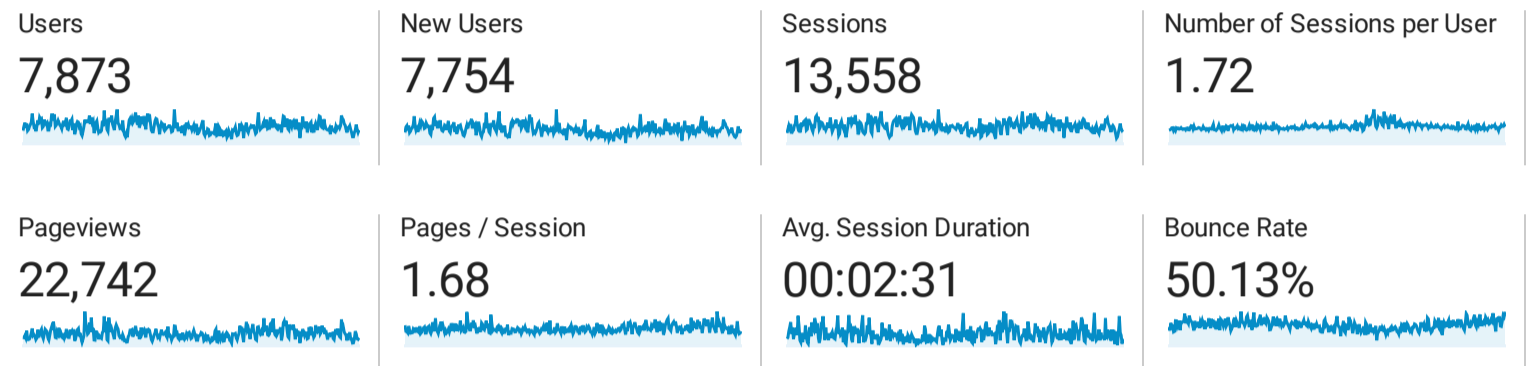 Users
7,873
New Users
7,754
Sessions
13,558
Number of Sessions per User
1.72
Pageviews
22,742
Pages / Session
1.68
Avg. Session Duration
00:02:31
Bounce Rate
50.13%